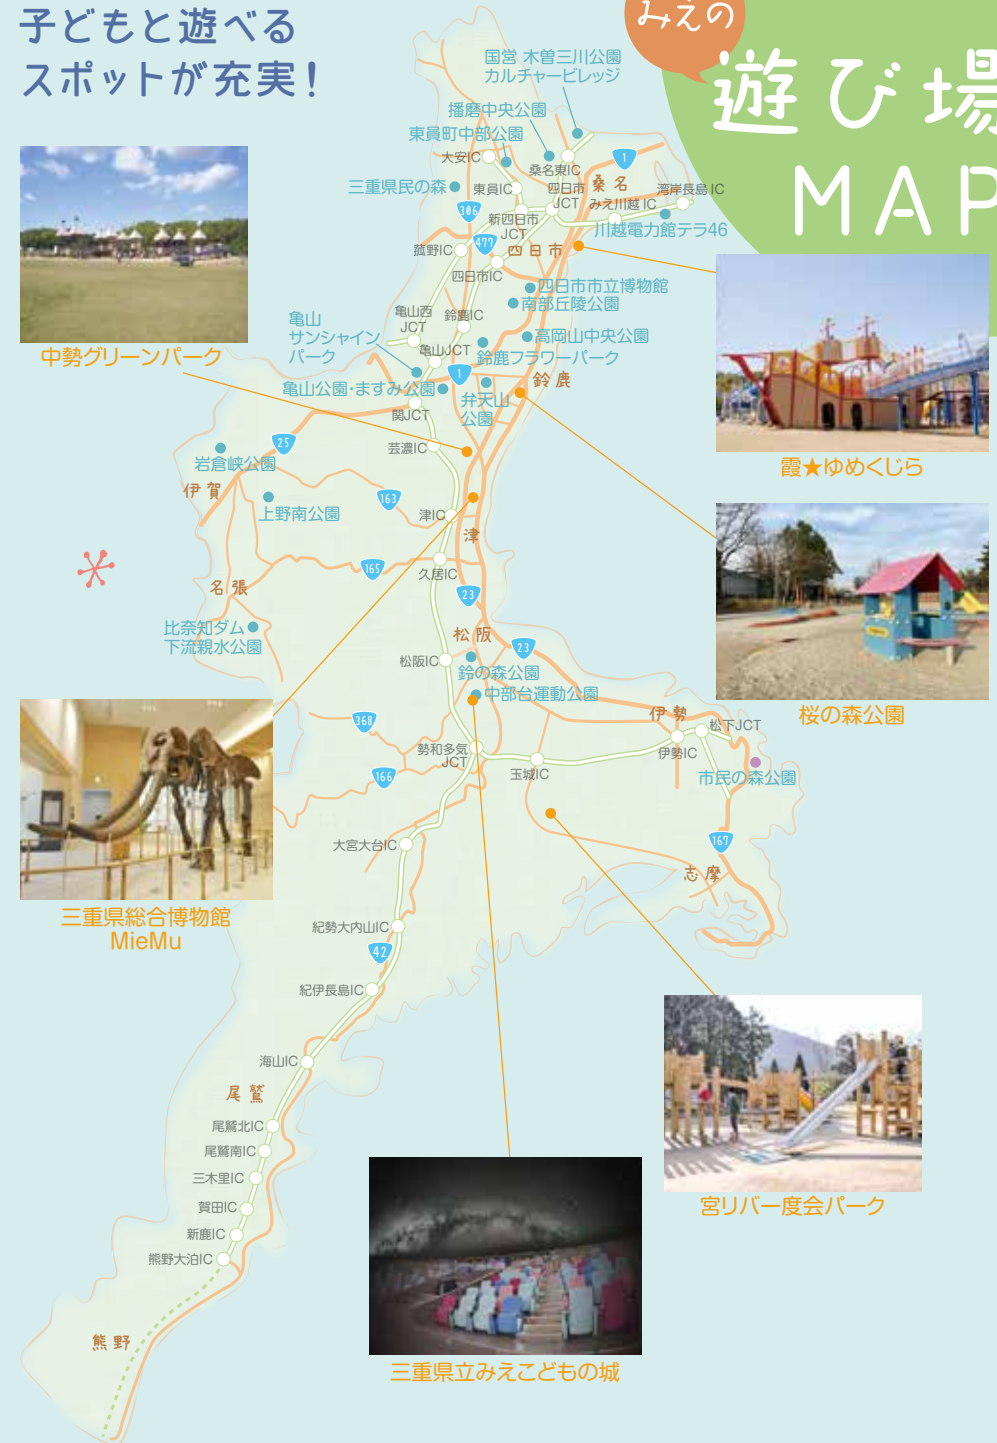 子どもと遊べる
スポットが充実！
みえの
遊び場
MAP
国営 木曽三川公園
カルチャービレッジ
播磨中央公園
東員町中部公園
大安IC
桑名東IC
1
桑名
三重県民の森
東員IC
四日市
JCT
みえ川越 IC
湾岸長島 IC
306
新四日市
JCT
川越電力館テラ46
477
四日市
菰野IC
四日市IC
四日市市立博物館
南部丘陵公園
亀山西
JCT
鈴鹿IC
亀山
サンシャイン
パーク
高岡山中央公園
亀山JCT
鈴鹿フラワーパーク
中勢グリーンパーク
1
鈴鹿
亀山公園・ますみ公園
弁天山
公園
関JCT
25
芸濃IC
岩倉峡公園
伊賀
霞★ゆめくじら
163
上野南公園
津IC
津
165
久居IC
名張
23
比奈知ダム
下流親水公園
松阪
23
松阪IC
鈴の森公園
中部台運動公園
桜の森公園
368
伊勢
松下JCT
勢和多気
JCT
伊勢IC
166
玉城IC
市民の森公園
167
大宮大台IC
志摩
三重県総合博物館
MieMu
紀勢大内山IC
42
紀伊長島IC
海山IC
尾鷲
尾鷲北IC
尾鷲南IC
三木里IC
賀田IC
宮リバー度会パーク
新鹿IC
熊野大泊IC
熊野
三重県立みえこどもの城